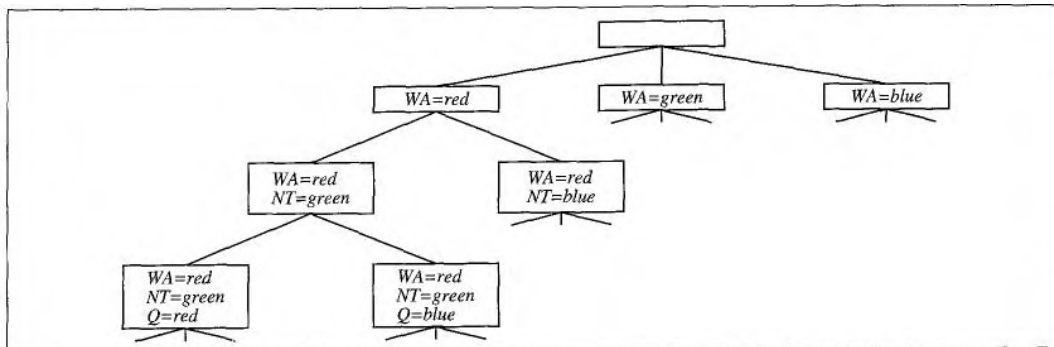 WA=red
WA=green
WA=blue
WA=red
NT=green
WA=red
NT=blue
WA=red
NT=green
Q=red
WA=red
NT=green
Q=blue